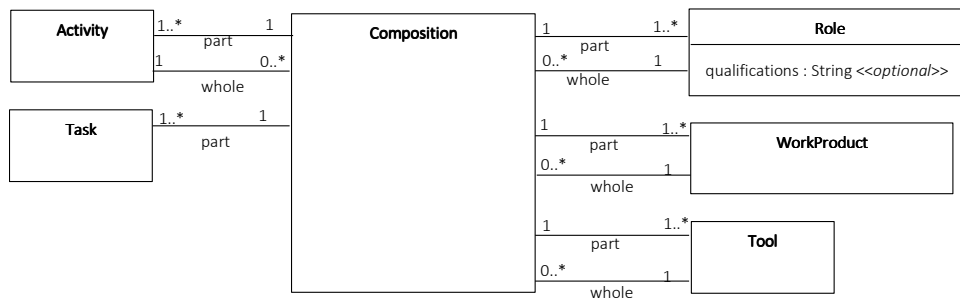 Activity
1..*
1
part
1
0..*
whole
Task
1..*
1
part
Composition
1
1..*
part
0..*
1
whole
Role
qualifications : String <<optional>>
1
1..*
part
0..*
1
whole
WorkProduct
1
1..*
part
0..*
1
whole
Tool